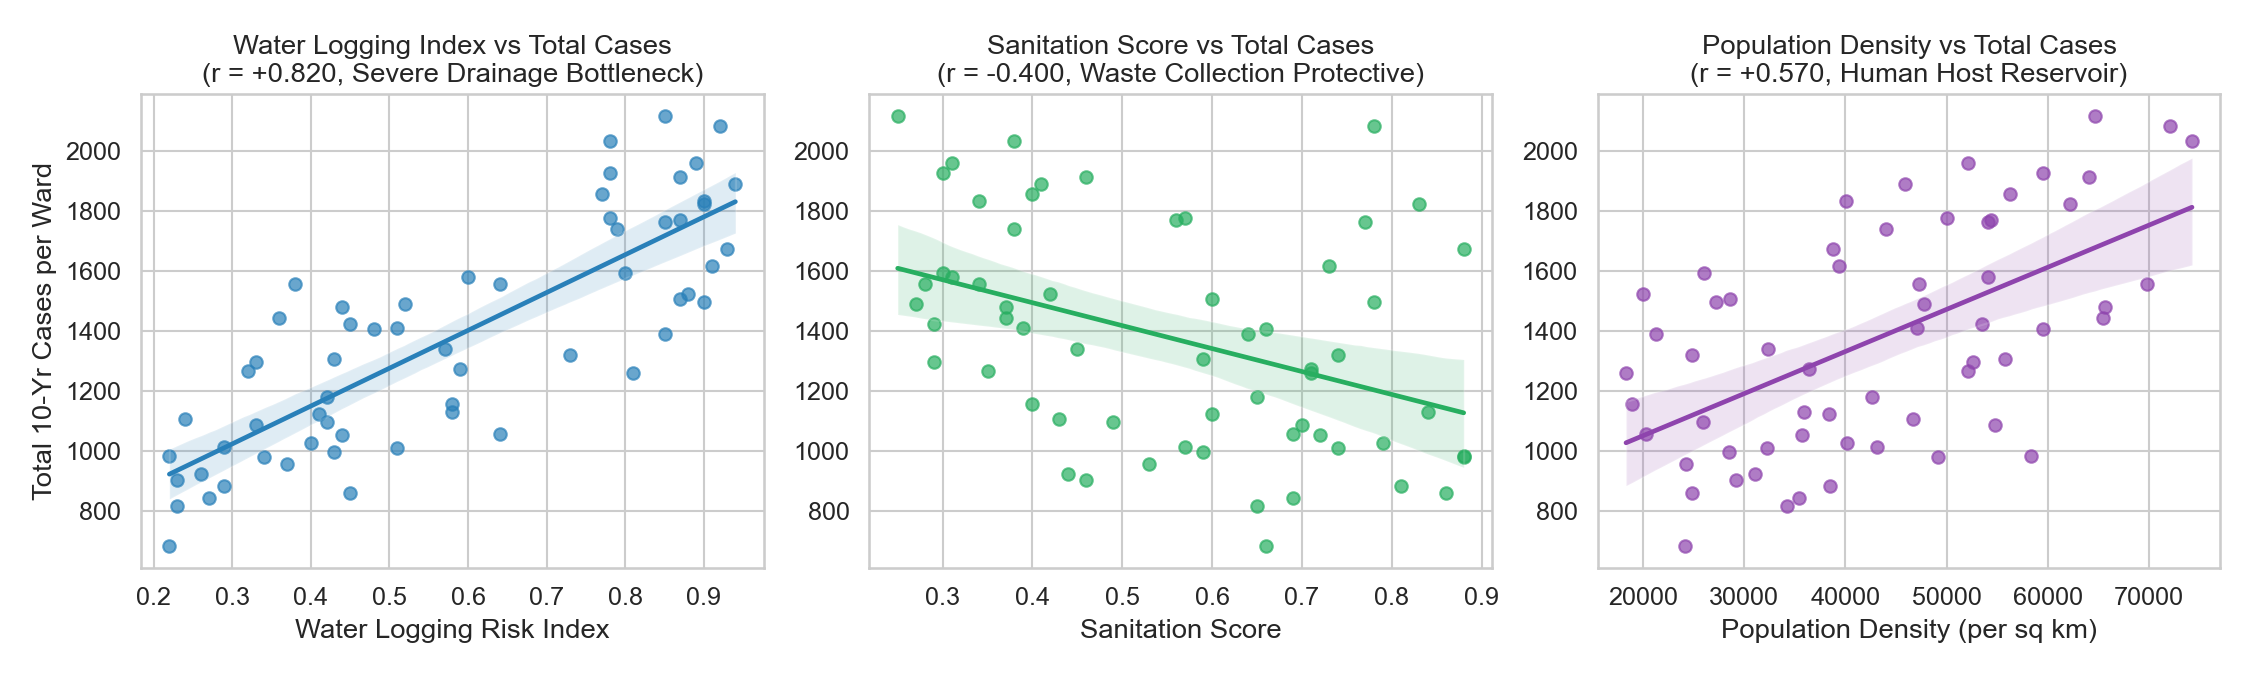 Water Logging Index vs Total Cases
(r = +0.820, Severe Drainage Bottleneck)
Total 10-Yr Cases per Ward
2000
1800
1600
1400
1200
1000
800
0.2 0.3 0.4 0.5 0.6 0.7 0.8 0.9
Water Logging Risk Index
Sanitation Score vs Total Cases
(r = -0.400, Waste Collection Protective)
2000
1800
1600
1400
1200
1000
800
0.3 0.4 0.5 0.6 0.7 0.8 0.9
Sanitation Score
Population Density vs Total Cases
(r = +0.570, Human Host Reservoir)
2000
1800
1600
1400
1200
1000
800
20000 30000 40000 50000 60000 70000
Population Density (per sq km)